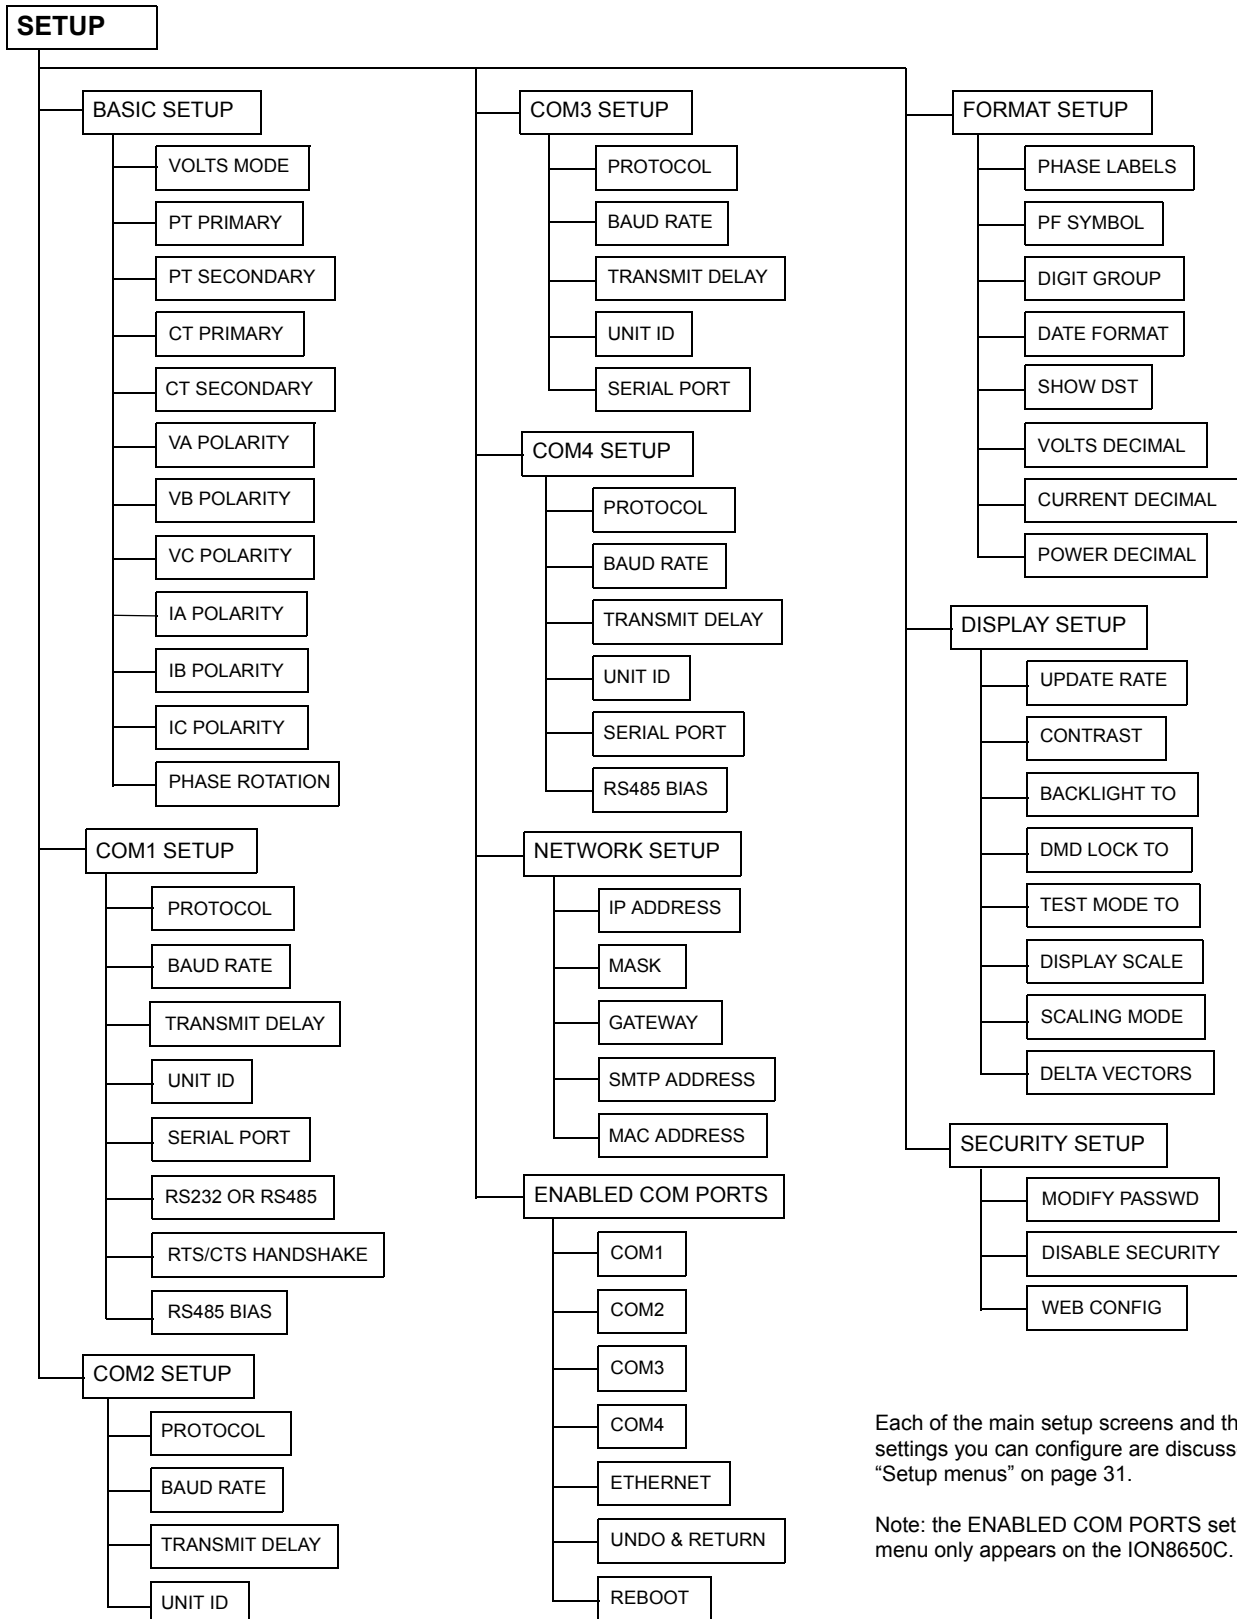 SETUP
BASIC SETUP
VOLTS MODE
PT PRIMARY
PT SECONDARY
CT PRIMARY
CT SECONDARY
VA POLARITY
VB POLARITY
VC POLARITY
IA POLARITY
IB POLARITY
IC POLARITY
PHASE ROTATION
COM1 SETUP
PROTOCOL
BAUD RATE
TRANSMIT DELAY
UNIT ID
SERIAL PORT
RS232 OR RS485
RTS/CTS HANDSHAKE
RS485 BIAS
COM2 SETUP
PROTOCOL
BAUD RATE
TRANSMIT DELAY
UNIT ID
COM3 SETUP
PROTOCOL
BAUD RATE
TRANSMIT DELAY
UNIT ID
SERIAL PORT
COM4 SETUP
PROTOCOL
BAUD RATE
TRANSMIT DELAY
UNIT ID
SERIAL PORT
RS485 BIAS
NETWORK SETUP
IP ADDRESS
MASK
GATEWAY
SMTP ADDRESS
MAC ADDRESS
ENABLED COM PORTS
COM1
COM2
COM3
COM4
ETHERNET
UNDO & RETURN
REBOOT
FORMAT SETUP
PHASE LABELS
PF SYMBOL
DIGIT GROUP
DATE FORMAT
SHOW DST
VOLTS DECIMAL
CURRENT DECIMAL
POWER DECIMAL
DISPLAY SETUP
UPDATE RATE
CONTRAST
BACKLIGHT TO
DMD LOCK TO
TEST MODE TO
DISPLAY SCALE
SCALING MODE
DELTA VECTORS
SECURITY SETUP
MODIFY PASSWD
DISABLE SECURITY
WEB CONFIG
Each of the main setup screens and th
settings you can configure are discuss
“Setup menus” on page 31.
Note: the ENABLED COM PORTS set
menu only appears on the ION8650C.